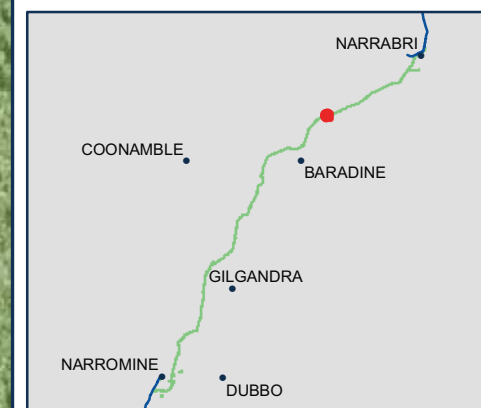 NARRABRI
COONAMBLE
BARADINE
GILGANDRA
NARROMINE
DUBBO